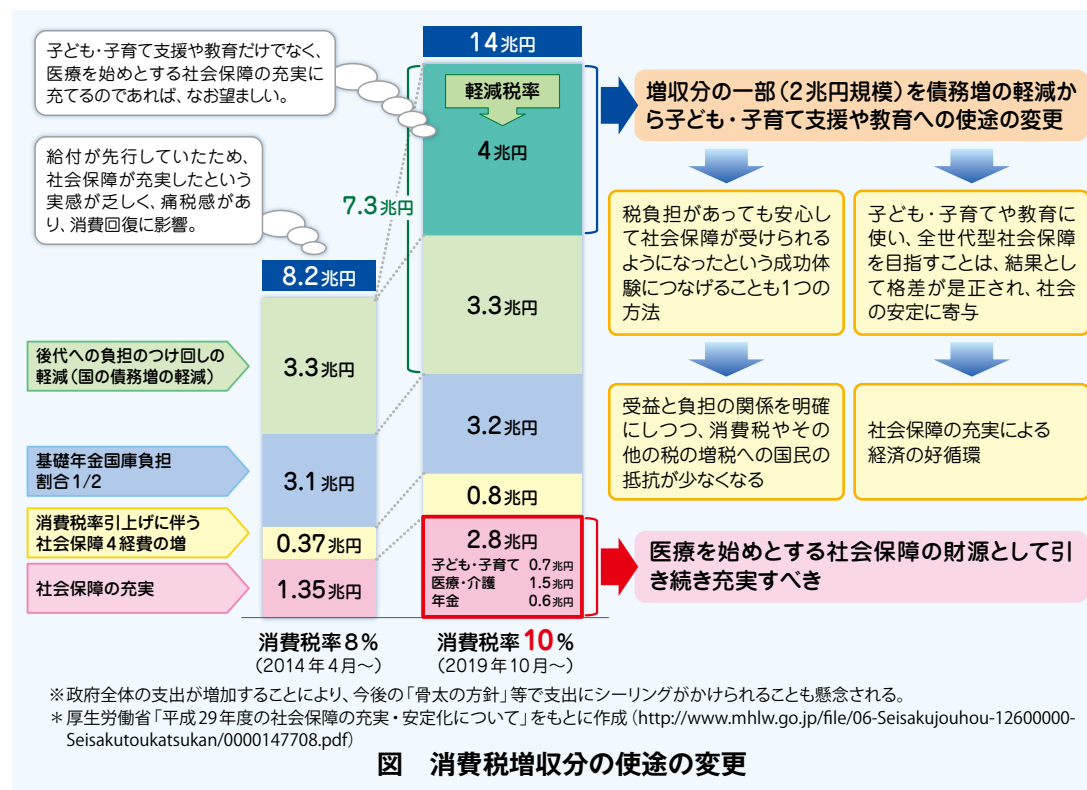 子ども・子育て支援や教育だけでなく、
医療を始めとする社会保障の充実に
充てるのであれば、なお望ましい。
給付が先行していたため、
社会保障が充実したという
実感が乏しく、痛税感があ
り、消費回復に影響。
14兆円
軽減税率
4兆円
7.3兆円
3.3兆円
3.2兆円
0.8兆円
2.8兆円
子ども・子育て 0.7兆円
医療・介護 1.5兆円
年金 0.6兆円
8.2兆円
3.3兆円
3.1兆円
0.37兆円
1.35兆円
後代への負担のつけ回しの
軽減（国の債務増の軽減）
基礎年金国庫負担
割合1/2
消費税率引上げに伴う
社会保障4経費の増
社会保障の充実
消費税率8%
（2014年4月～）
消費税率10%
（2019年10月～）
増収分の一部（2兆円規模）を債務増の軽減か
ら子ども・子育て支援や教育への使途の変更
税負担があっても安心し
て社会保障が受けられる
ようになったという成功体
験につなげることも1つの
方法
子ども・子育てや教育に
使い、全世代型社会保障
を目指すことは、結果とし
て格差が是正され、社会
の安定に寄与
受益と負担の関係を明確
にしつつ、消費税やその
他の税の増税への国民の
抵抗が少なくなる
社会保障の充実による
経済の好循環
医療を始めとする社会保障の財源として引
き続き充実すべき
※政府全体の支出が増加することにより、今後の「骨太の方針」等で支出にシーリングがかけられることも懸念される。
＊厚生労働省「平成29年度の社会保障の充実・安定化について」をもとに作成（http://www.mhlw.go.jp/file/06-Seisakujouhou-12600000-
Seisakutoukatsukan/0000147708.pdf）
図　消費税増収分の使途の変更